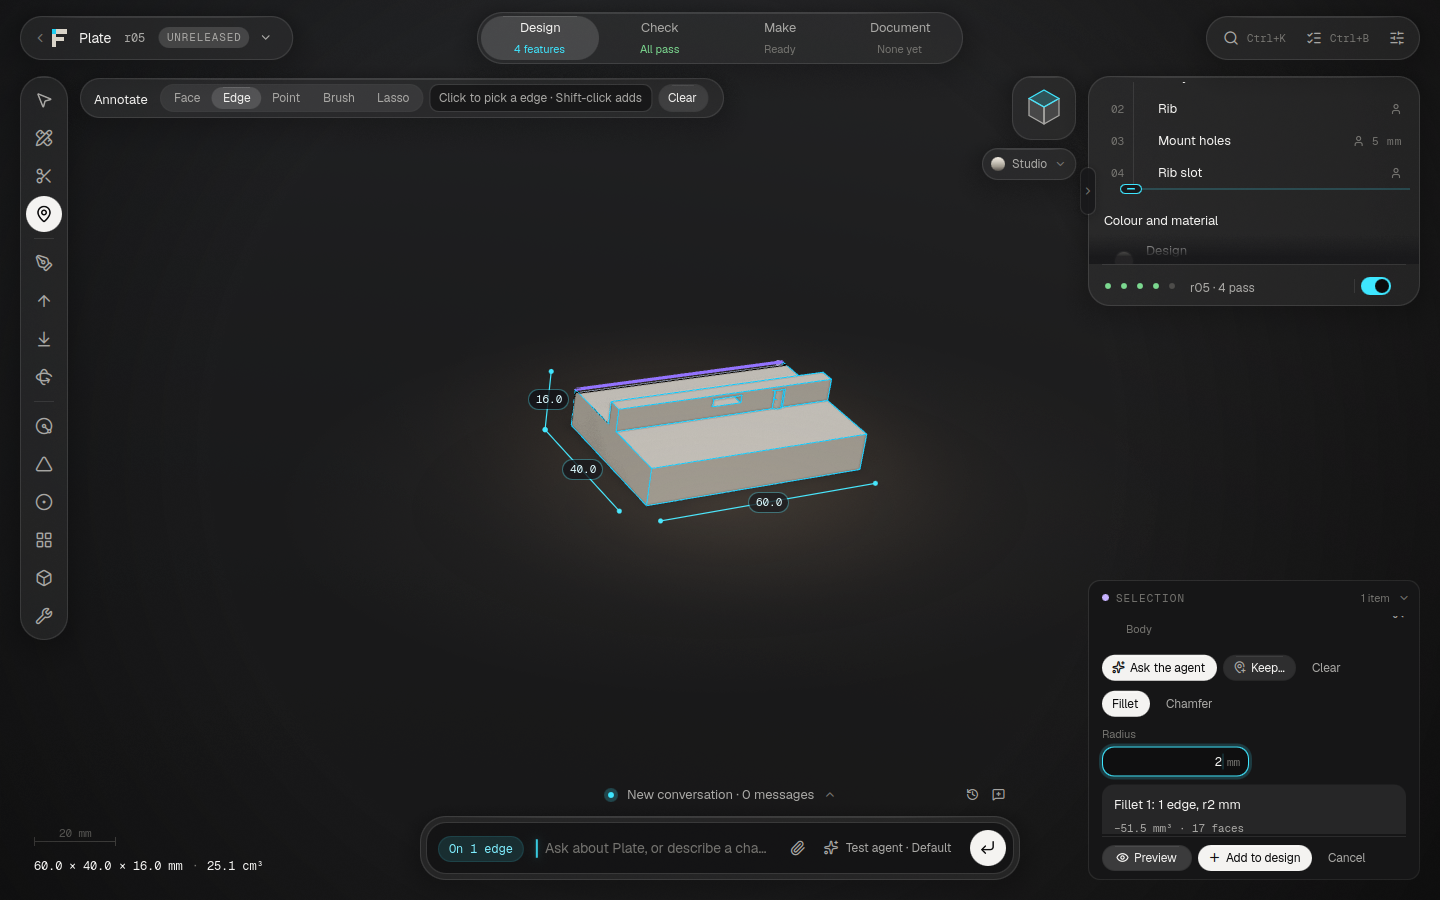 Plate r05 UNRELEASED
Design
4 features
Check
All pass
Make
Ready
Document
None yet
Ctrl+K
Ctrl+B
Annotate
Face
Edge
Point
Brush
Lasso
Click to pick a edge · Shift-click adds
Clear
Studio
02 Rib
03 Mount holes 5 mm
04 Rib slot
Colour and material
Design
r05 · 4 pass
16.0
40.0
60.0
SELECTION 1 item
Body
Ask the agent
Keep…
Clear
Fillet
Chamfer
Radius
2 mm
Fillet 1: 1 edge, r2 mm
−51.5 mm³ · 17 faces
Preview
Add to design
Cancel
New conversation · 0 messages
On 1 edge
Ask about Plate, or describe a cha…
Test agent · Default
20 mm
60.0 × 40.0 × 16.0 mm · 25.1 cm³